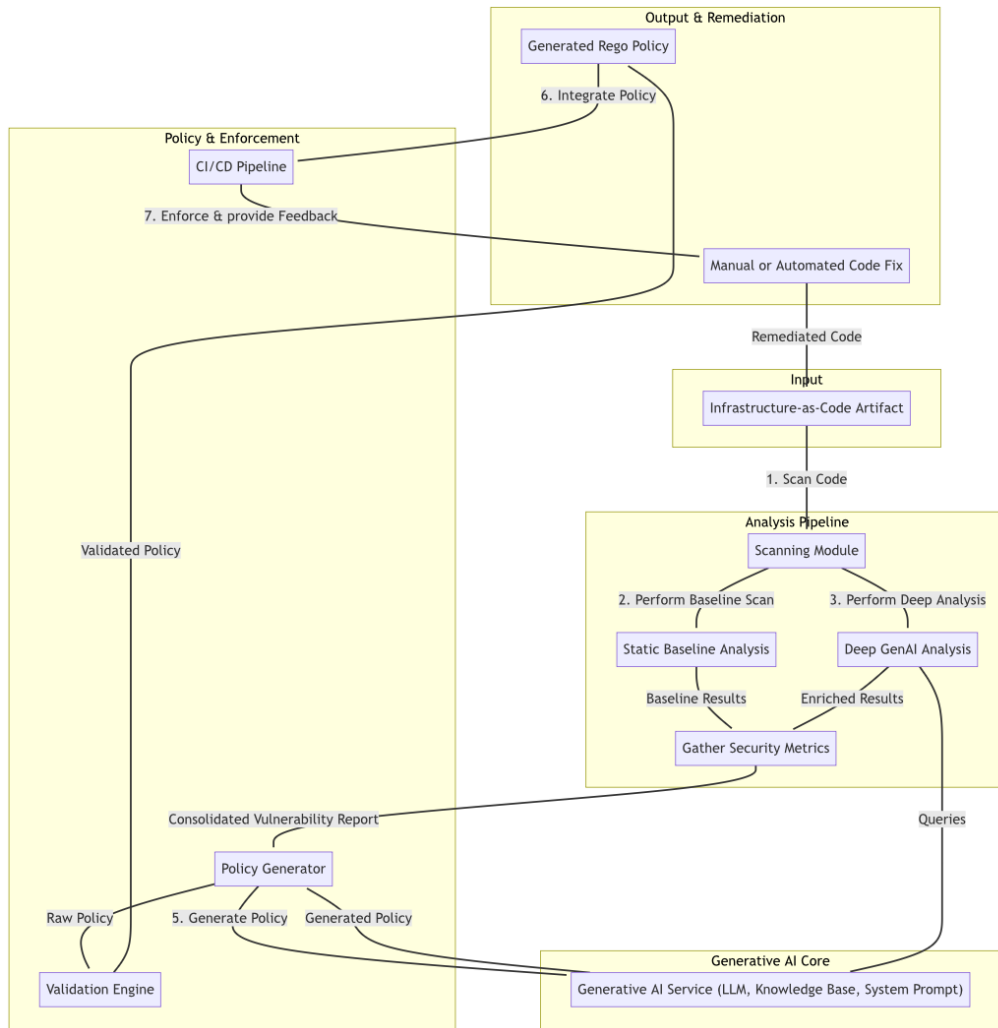 Output & Remediation
Generated Rego Policy
6. Integrate Policy
Policy & Enforcement
CI/CD Pipeline
7. Enforce & provide Feedback
Manual or Automated Code Fix
Remediated Code
Input
Infrastructure-as-Code Artifact
1. Scan Code
Analysis Pipeline
Scanning Module
Validated Policy
2. Perform Baseline Scan
3. Perform Deep Analysis
Static Baseline Analysis
Deep GenAI Analysis
Baseline Results
Enriched Results
Gather Security Metrics
Consolidated Vulnerability Report
Queries
Policy Generator
Raw Policy
5. Generate Policy
Generated Policy
Generative AI Core
Validation Engine
Generative AI Service (LLM, Knowledge Base, System Prompt)